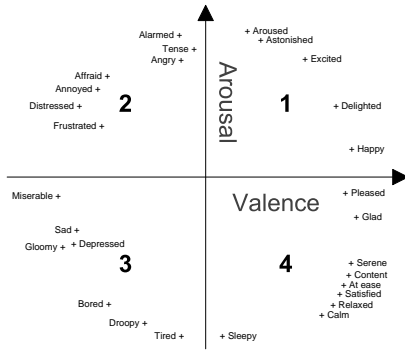 Alarmed +
Tense +
Angry +
+ Aroused
+ Astonished
+ Excited
Affraid +
Annoyed +
Distressed +
Frustrated +
2
Arousal
1
+ Delighted
+ Happy
Miserable +
Valence
+ Pleased
+ Glad
Sad +
Gloomy +
+ Depressed
3
4
+ Serene
+ Content
+ At ease
+ Satisfied
+ Relaxed
+ Calm
Bored +
Droopy +
Tired +
+ Sleepy